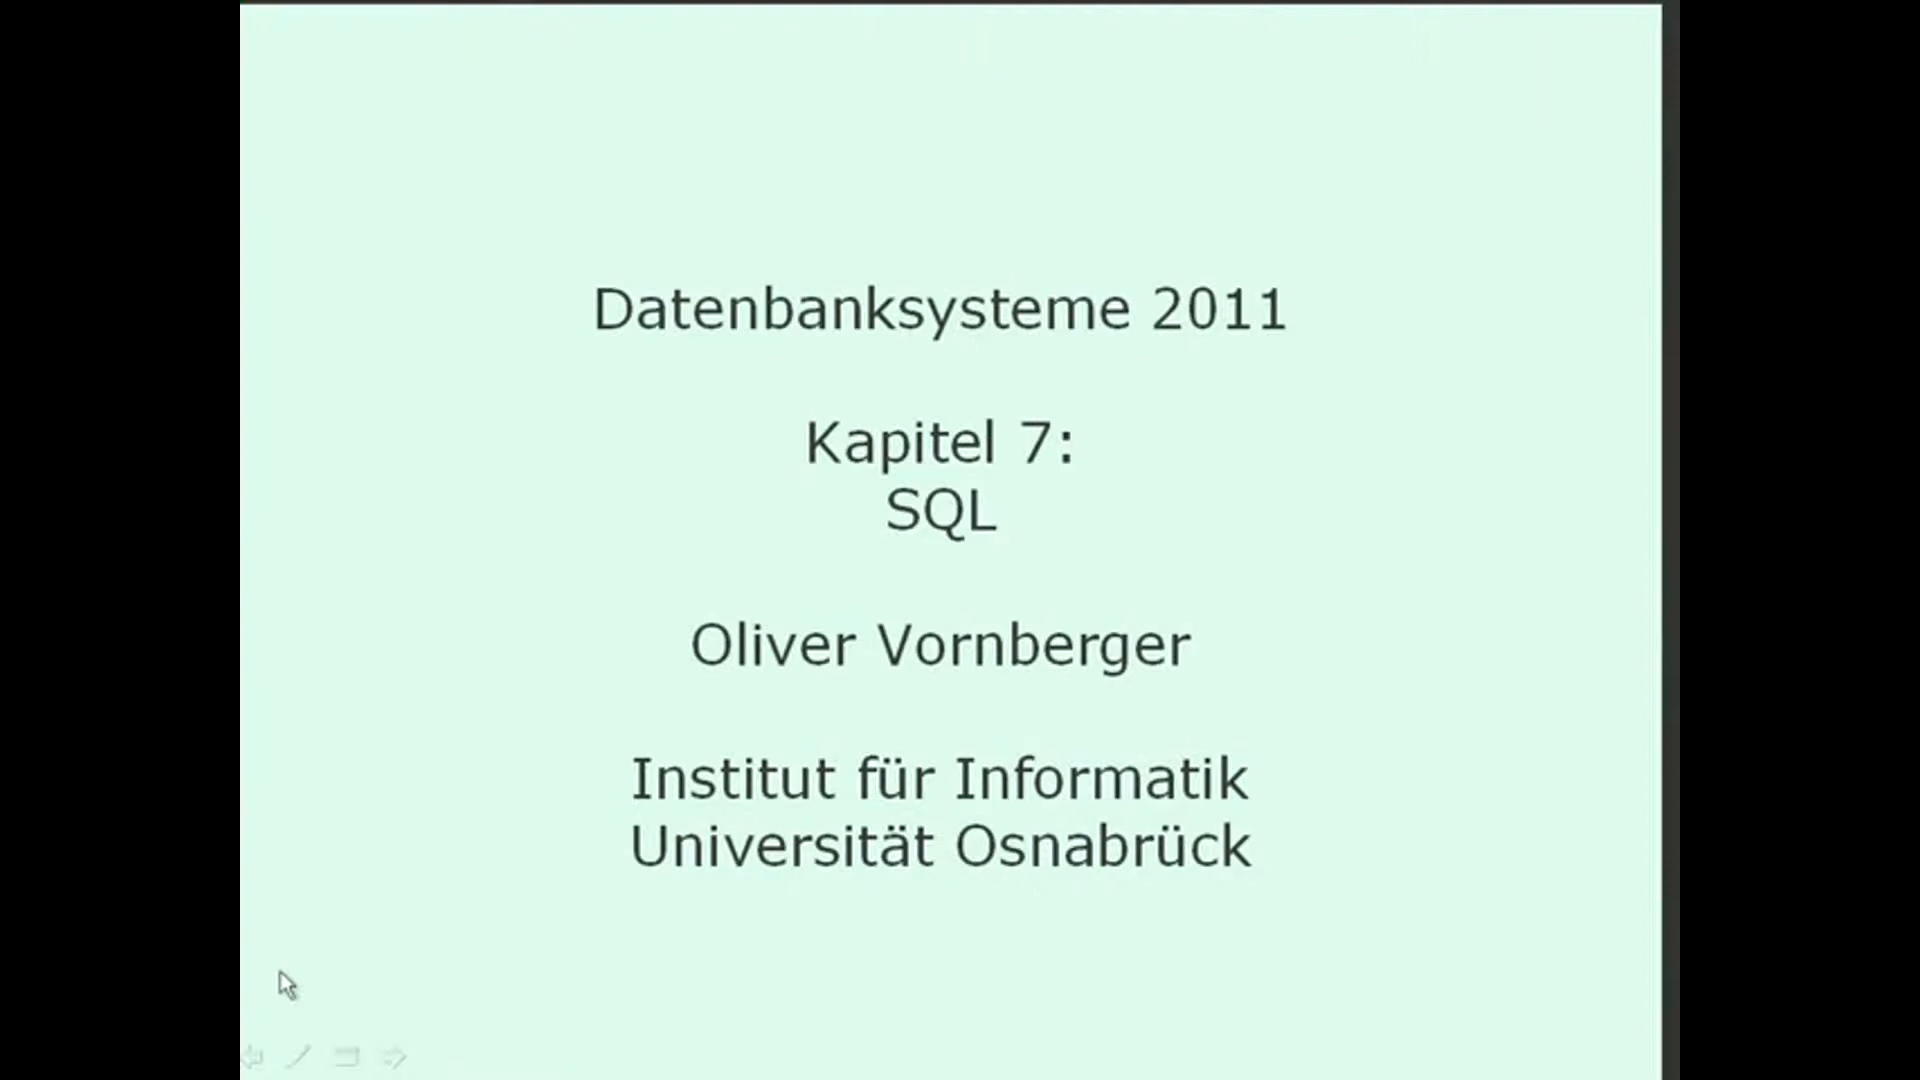 Datenbanksysteme 2011
Kapitel 7:
SQL
Oliver Vornberger
Institut für Informatik
Universität Osnabrück